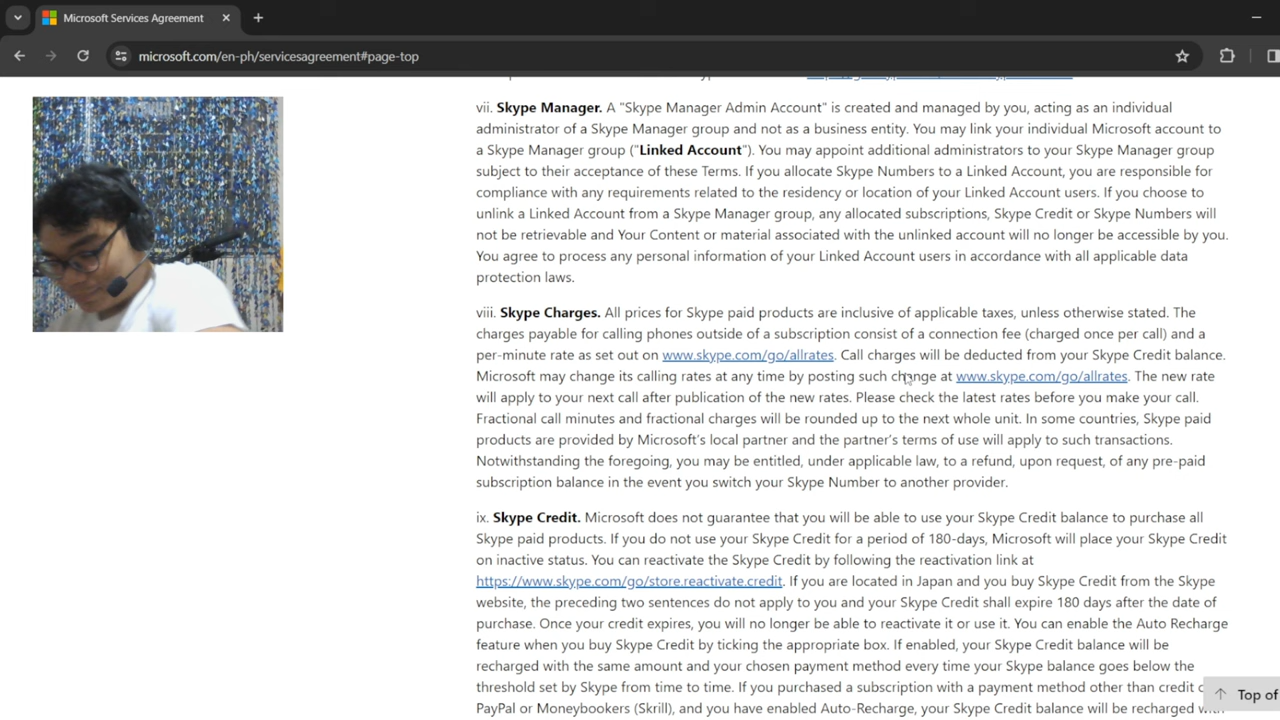 Microsoft Services Agreement
microsoft.com/en-ph/servicesagreement#page-top
vii. Skype Manager. A "Skype Manager Admin Account" is created and managed by you, acting as an individual
administrator of a Skype Manager group and not as a business entity. You may link your individual Microsoft account to
a Skype Manager group ("Linked Account"). You may appoint additional administrators to your Skype Manager group
subject to their acceptance of these Terms. If you allocate Skype Numbers to a Linked Account, you are responsible for
compliance with any requirements related to the residency or location of your Linked Account users. If you choose to
unlink a Linked Account from a Skype Manager group, any allocated subscriptions, Skype Credit or Skype Numbers will
not be retrievable and Your Content or material associated with the unlinked account will no longer be accessible by you.
You agree to process any personal information of your Linked Account users in accordance with all applicable data
protection laws.
viii. Skype Charges. All prices for Skype paid products are inclusive of applicable taxes, unless otherwise stated. The
charges payable for calling phones outside of a subscription consist of a connection fee (charged once per call) and a
per-minute rate as set out on www.skype.com/go/allrates. Call charges will be deducted from your Skype Credit balance.
Microsoft may change its calling rates at any time by posting such change at www.skype.com/go/allrates. The new rate
will apply to your next call after publication of the new rates. Please check the latest rates before you make your call.
Fractional call minutes and fractional charges will be rounded up to the next whole unit. In some countries, Skype paid
products are provided by Microsoft's local partner and the partner's terms of use will apply to such transactions.
Notwithstanding the foregoing, you may be entitled, under applicable law, to a refund, upon request, of any pre-paid
subscription balance in the event you switch your Skype Number to another provider.
ix. Skype Credit. Microsoft does not guarantee that you will be able to use your Skype Credit balance to purchase all
Skype paid products. If you do not use your Skype Credit for a period of 180-days, Microsoft will place your Skype Credit
on inactive status. You can reactivate the Skype Credit by following the reactivation link at
https://www.skype.com/go/store.reactivate.credit. If you are located in Japan and you buy Skype Credit from the Skype
website, the preceding two sentences do not apply to you and your Skype Credit shall expire 180 days after the date of
purchase. Once your credit expires, you will no longer be able to reactivate it or use it. You can enable the Auto Recharge
feature when you buy Skype Credit by ticking the appropriate box. If enabled, your Skype Credit balance will be
recharged with the same amount and your chosen payment method every time your Skype balance goes below the
threshold set by Skype from time to time. If you purchased a subscription with a payment method other than credit
PayPal or Moneybookers (Skrill), and you have enabled Auto-Recharge, your Skype Credit balance will be recharged with
Top of